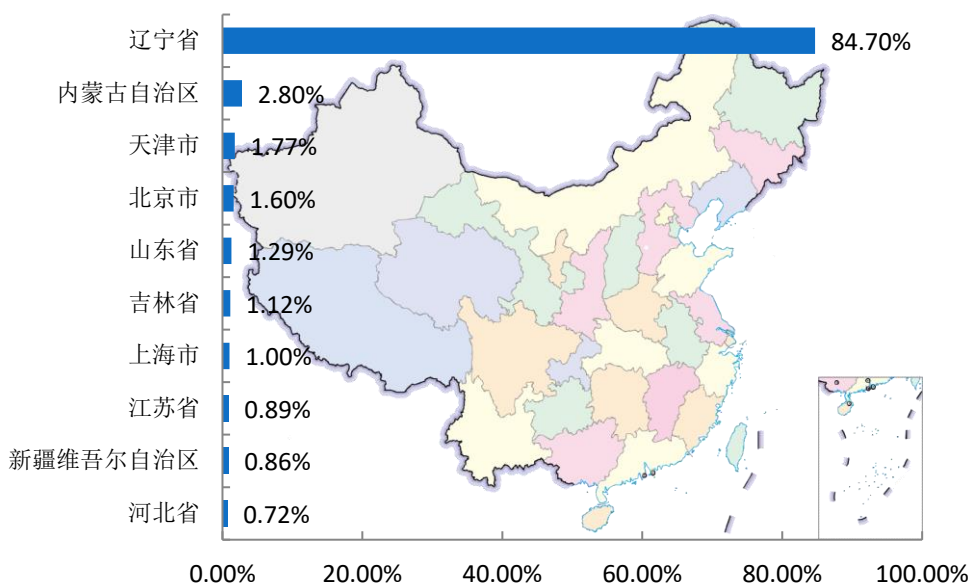 辽宁省 84.70%
内蒙古自治区 2.80%
天津市 1.77%
北京市 1.60%
山东省 1.29%
吉林省 1.12%
上海市 1.00%
江苏省 0.89%
新疆维吾尔自治区 0.86%
河北省 0.72%
0.00% 20.00% 40.00% 60.00% 80.00% 100.00%